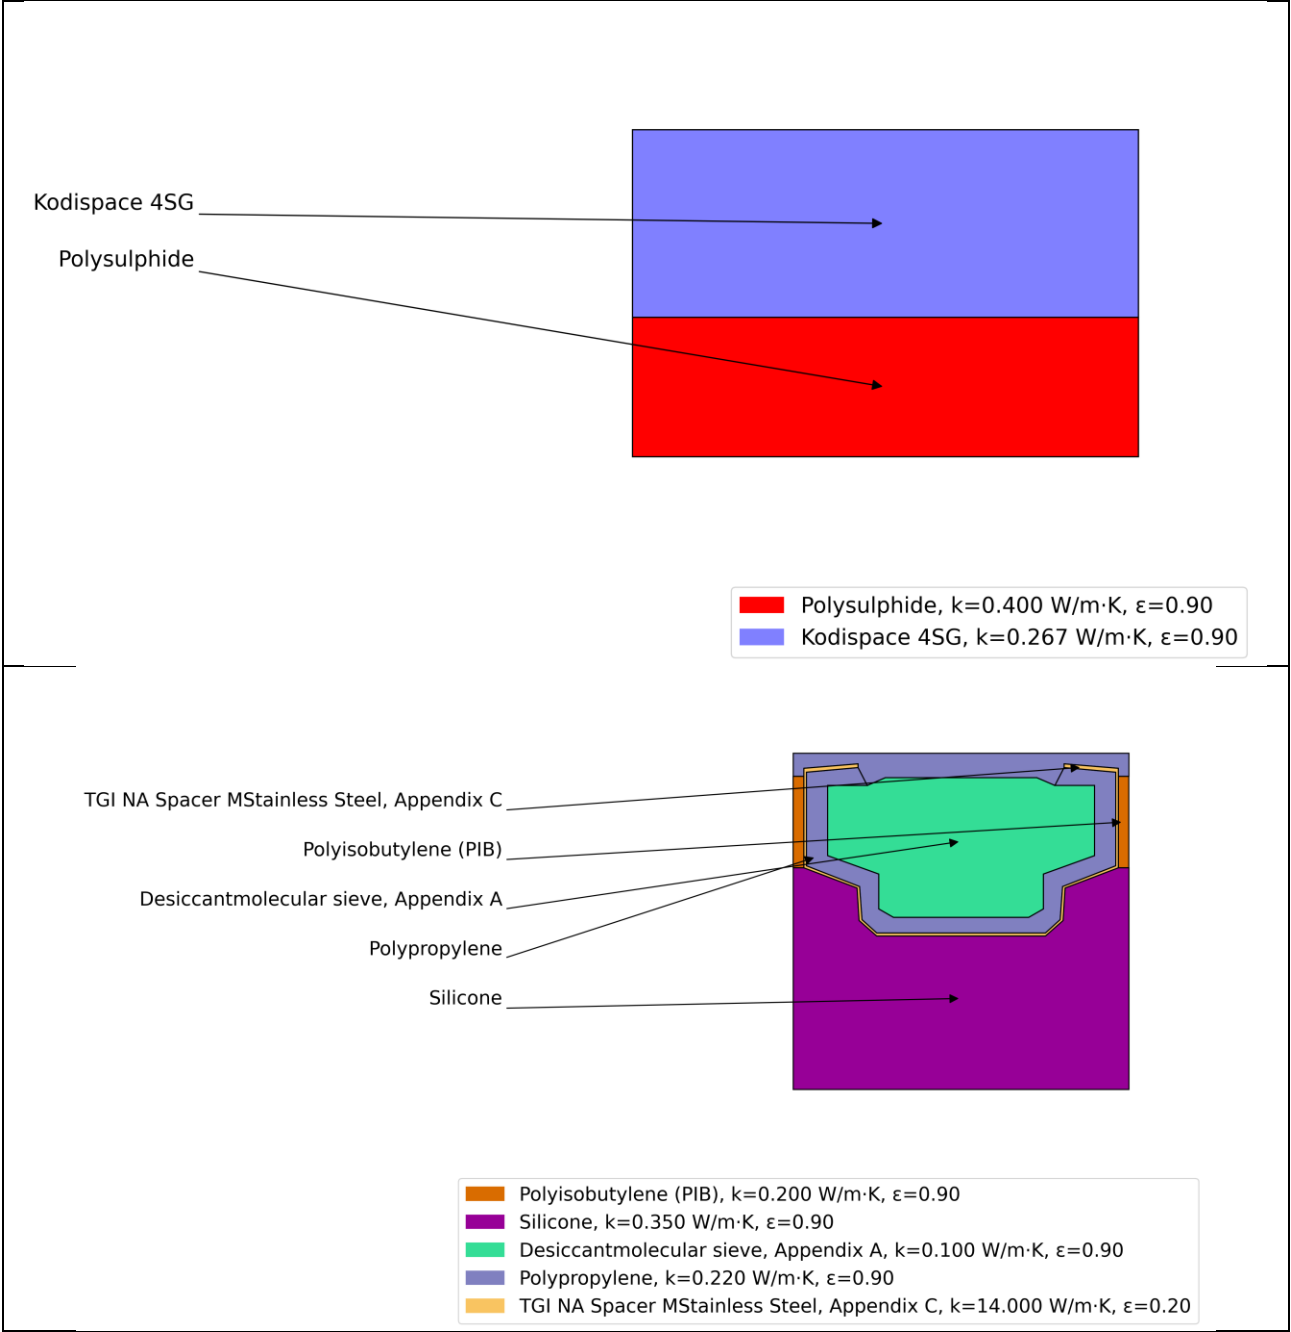 Kodispace 4SG
Polysulphide
Polysulphide, k=0.400 W/m·K, ε=0.90
Kodispace 4SG, k=0.267 W/m·K, ε=0.90
TGI NA Spacer MStainless Steel, Appendix C
Polyisobutylene (PIB)
Desiccantmolecular sieve, Appendix A
Polypropylene
Silicone
Polyisobutylene (PIB), k=0.200 W/m·K, ε=0.90
Silicone, k=0.350 W/m·K, ε=0.90
Desiccantmolecular sieve, Appendix A, k=0.100 W/m·K, ε=0.90
Polypropylene, k=0.220 W/m·K, ε=0.90
TGI NA Spacer MStainless Steel, Appendix C, k=14.000 W/m·K, ε=0.20